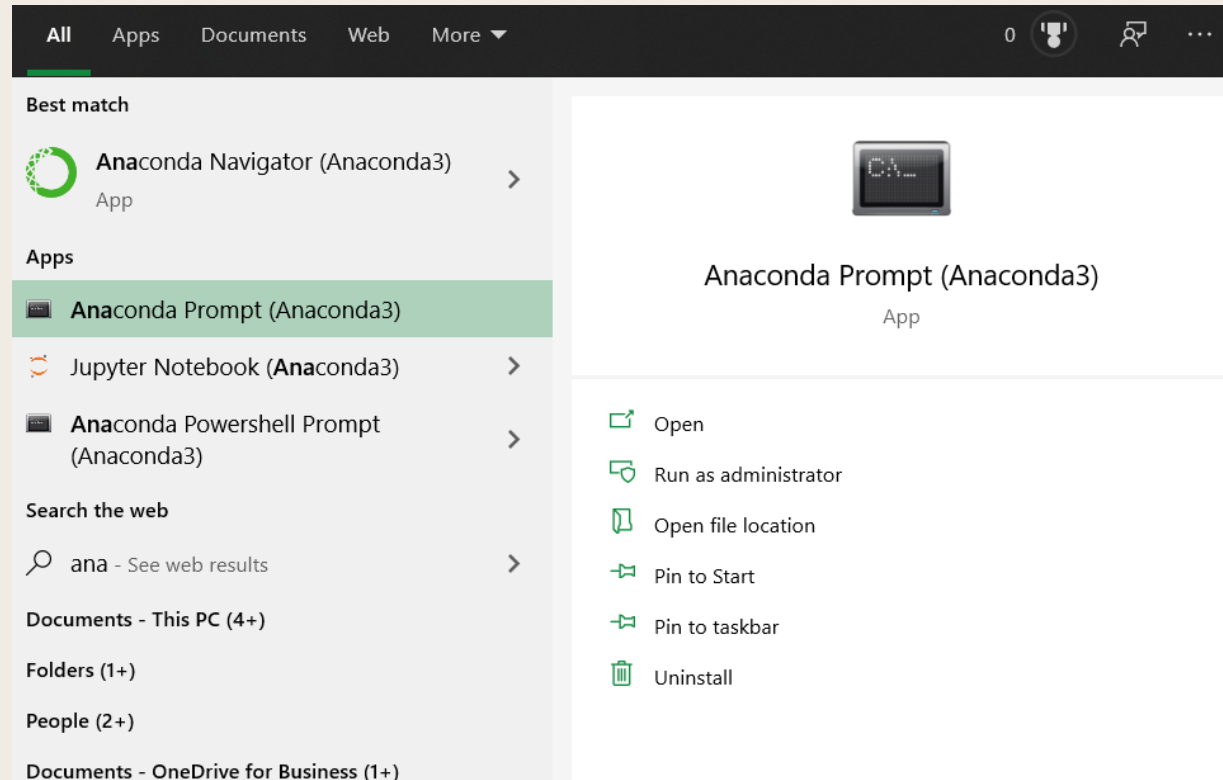 All Apps Documents Web More 0
Best match
Anaconda Navigator (Anaconda3)
App
Apps
Anaconda Prompt (Anaconda3)
Jupyter Notebook (Anaconda3)
Anaconda Powershell Prompt
(Anaconda3)
Search the web
ana - See web results
Documents - This PC (4+)
Folders (1+)
People (2+)
Documents - OneDrive for Business (1+)
C:\_
Anaconda Prompt (Anaconda3)
App
Open
Run as administrator
Open file location
Pin to Start
Pin to taskbar
Uninstall